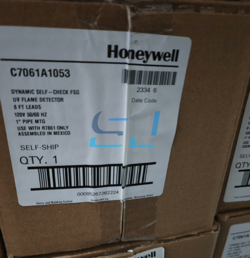 Honeywell
C7061A1053
2334 6
Date Code
DYNAMIC SELF-CHECK FSG
UV FLAME DETECTOR
8 FT LEADS
120V 50/60 HZ
1" PIPE MTG
USE WITH R7861 ONLY
ASSEMBLED IN MEXICO
SELF-SHIP
QTY. 1